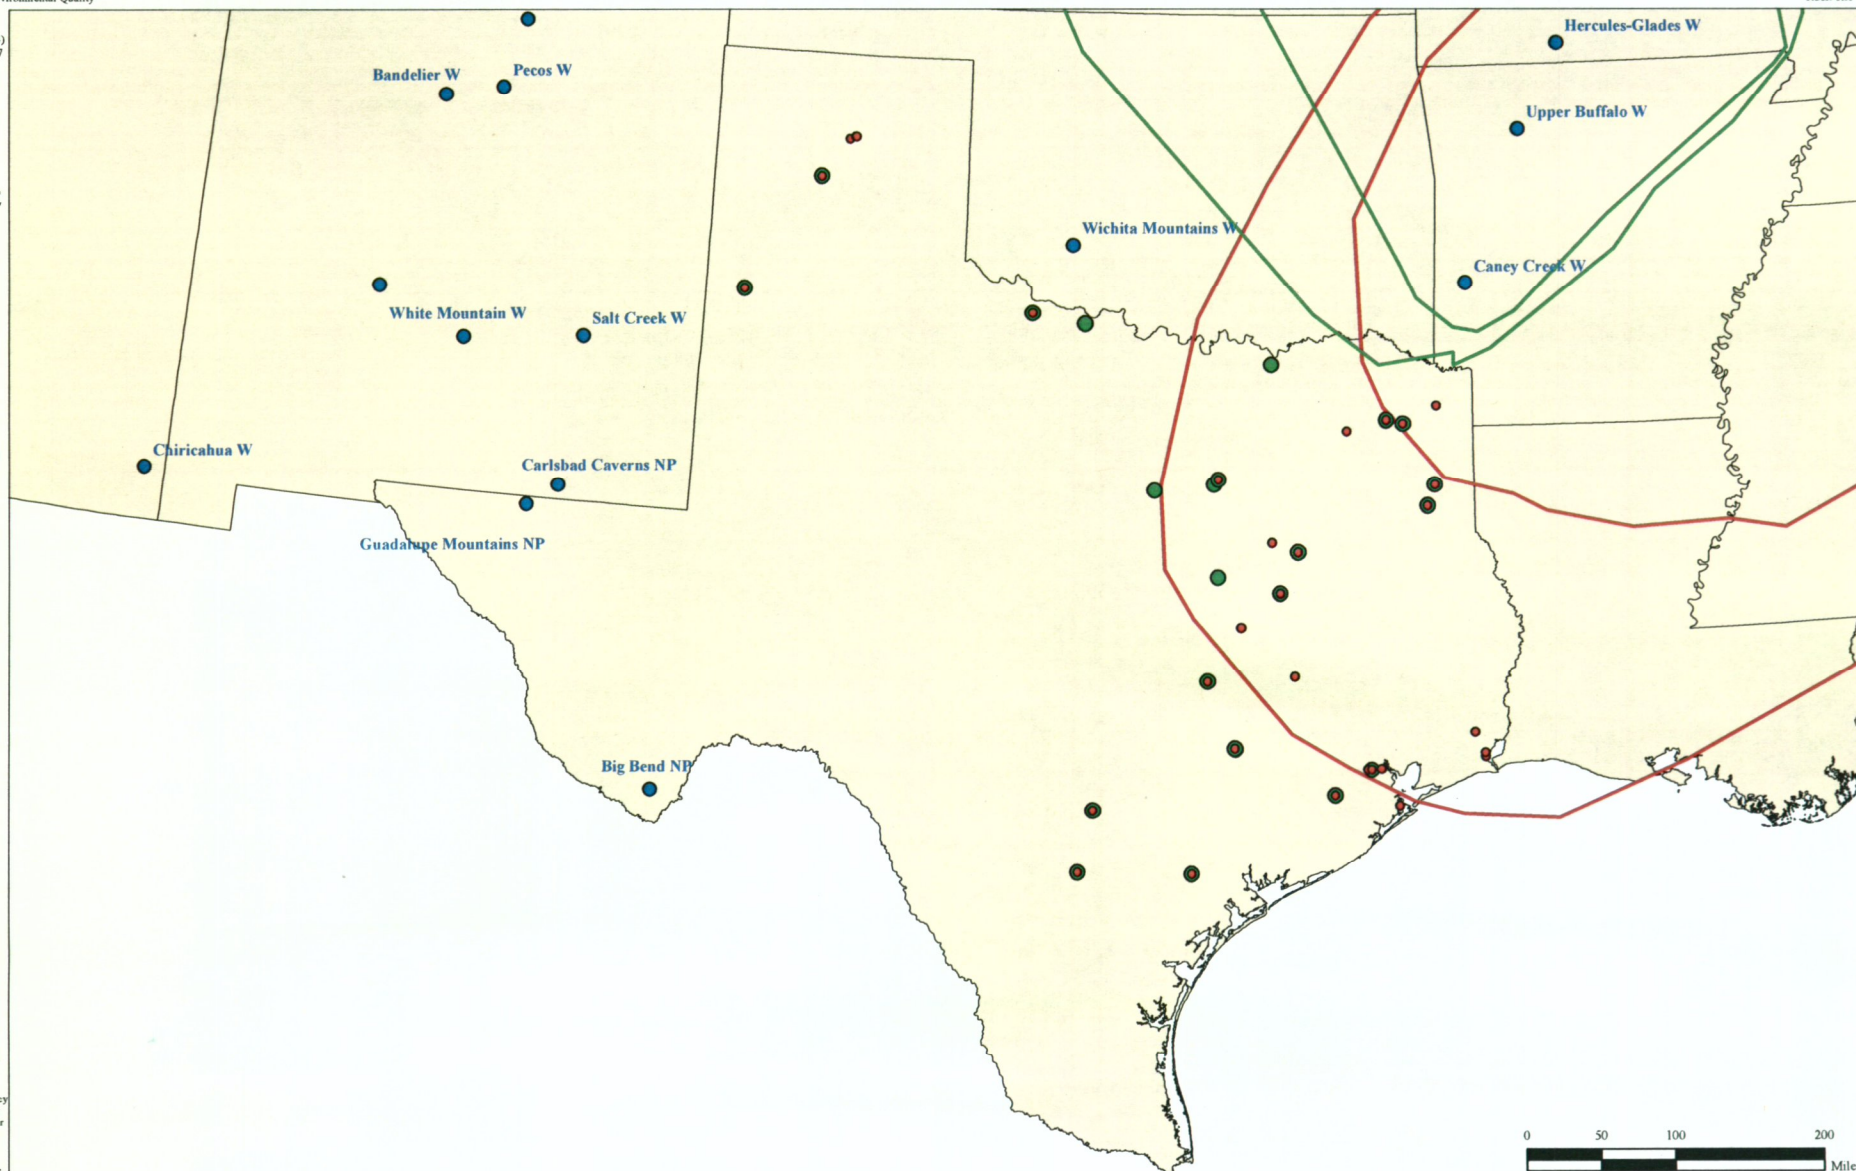 Hercules-Glades W
Pecos W
Bandelier W
Upper Buffalo W
Wichita Mountains W
Caney Creek W
White Mountain W
Salt Creek W
Chiricahua W
Carlsbad Caverns NP
Guadalupe Mountains NP
Big Bend NP
0 50 100 200